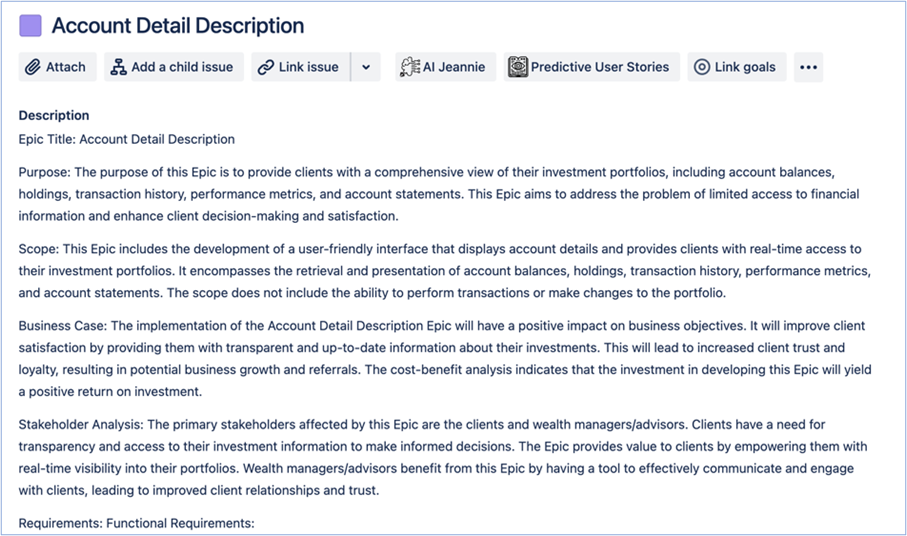 Account Detail Description
Attach
Add a child issue
Link issue
AI Jeannie
Predictive User Stories
Link goals
Description
Epic Title: Account Detail Description
Purpose: The purpose of this Epic is to provide clients with a comprehensive view of their investment portfolios, including account balances,
holdings, transaction history, performance metrics, and account statements. This Epic aims to address the problem of limited access to financial
information and enhance client decision-making and satisfaction.
Scope: This Epic includes the development of a user-friendly interface that displays account details and provides clients with real-time access to
their investment portfolios. It encompasses the retrieval and presentation of account balances, holdings, transaction history, performance metrics,
and account statements. The scope does not include the ability to perform transactions or make changes to the portfolio.
Business Case: The implementation of the Account Detail Description Epic will have a positive impact on business objectives. It will improve client
satisfaction by providing them with transparent and up-to-date information about their investments. This will lead to increased client trust and
loyalty, resulting in potential business growth and referrals. The cost-benefit analysis indicates that the investment in developing this Epic will yield
a positive return on investment.
Stakeholder Analysis: The primary stakeholders affected by this Epic are the clients and wealth managers/advisors. Clients have a need for
transparency and access to their investment information to make informed decisions. The Epic provides value to clients by empowering them with
real-time visibility into their portfolios. Wealth managers/advisors benefit from this Epic by having a tool to effectively communicate and engage
with clients, leading to improved client relationships and trust.
Requirements: Functional Requirements: